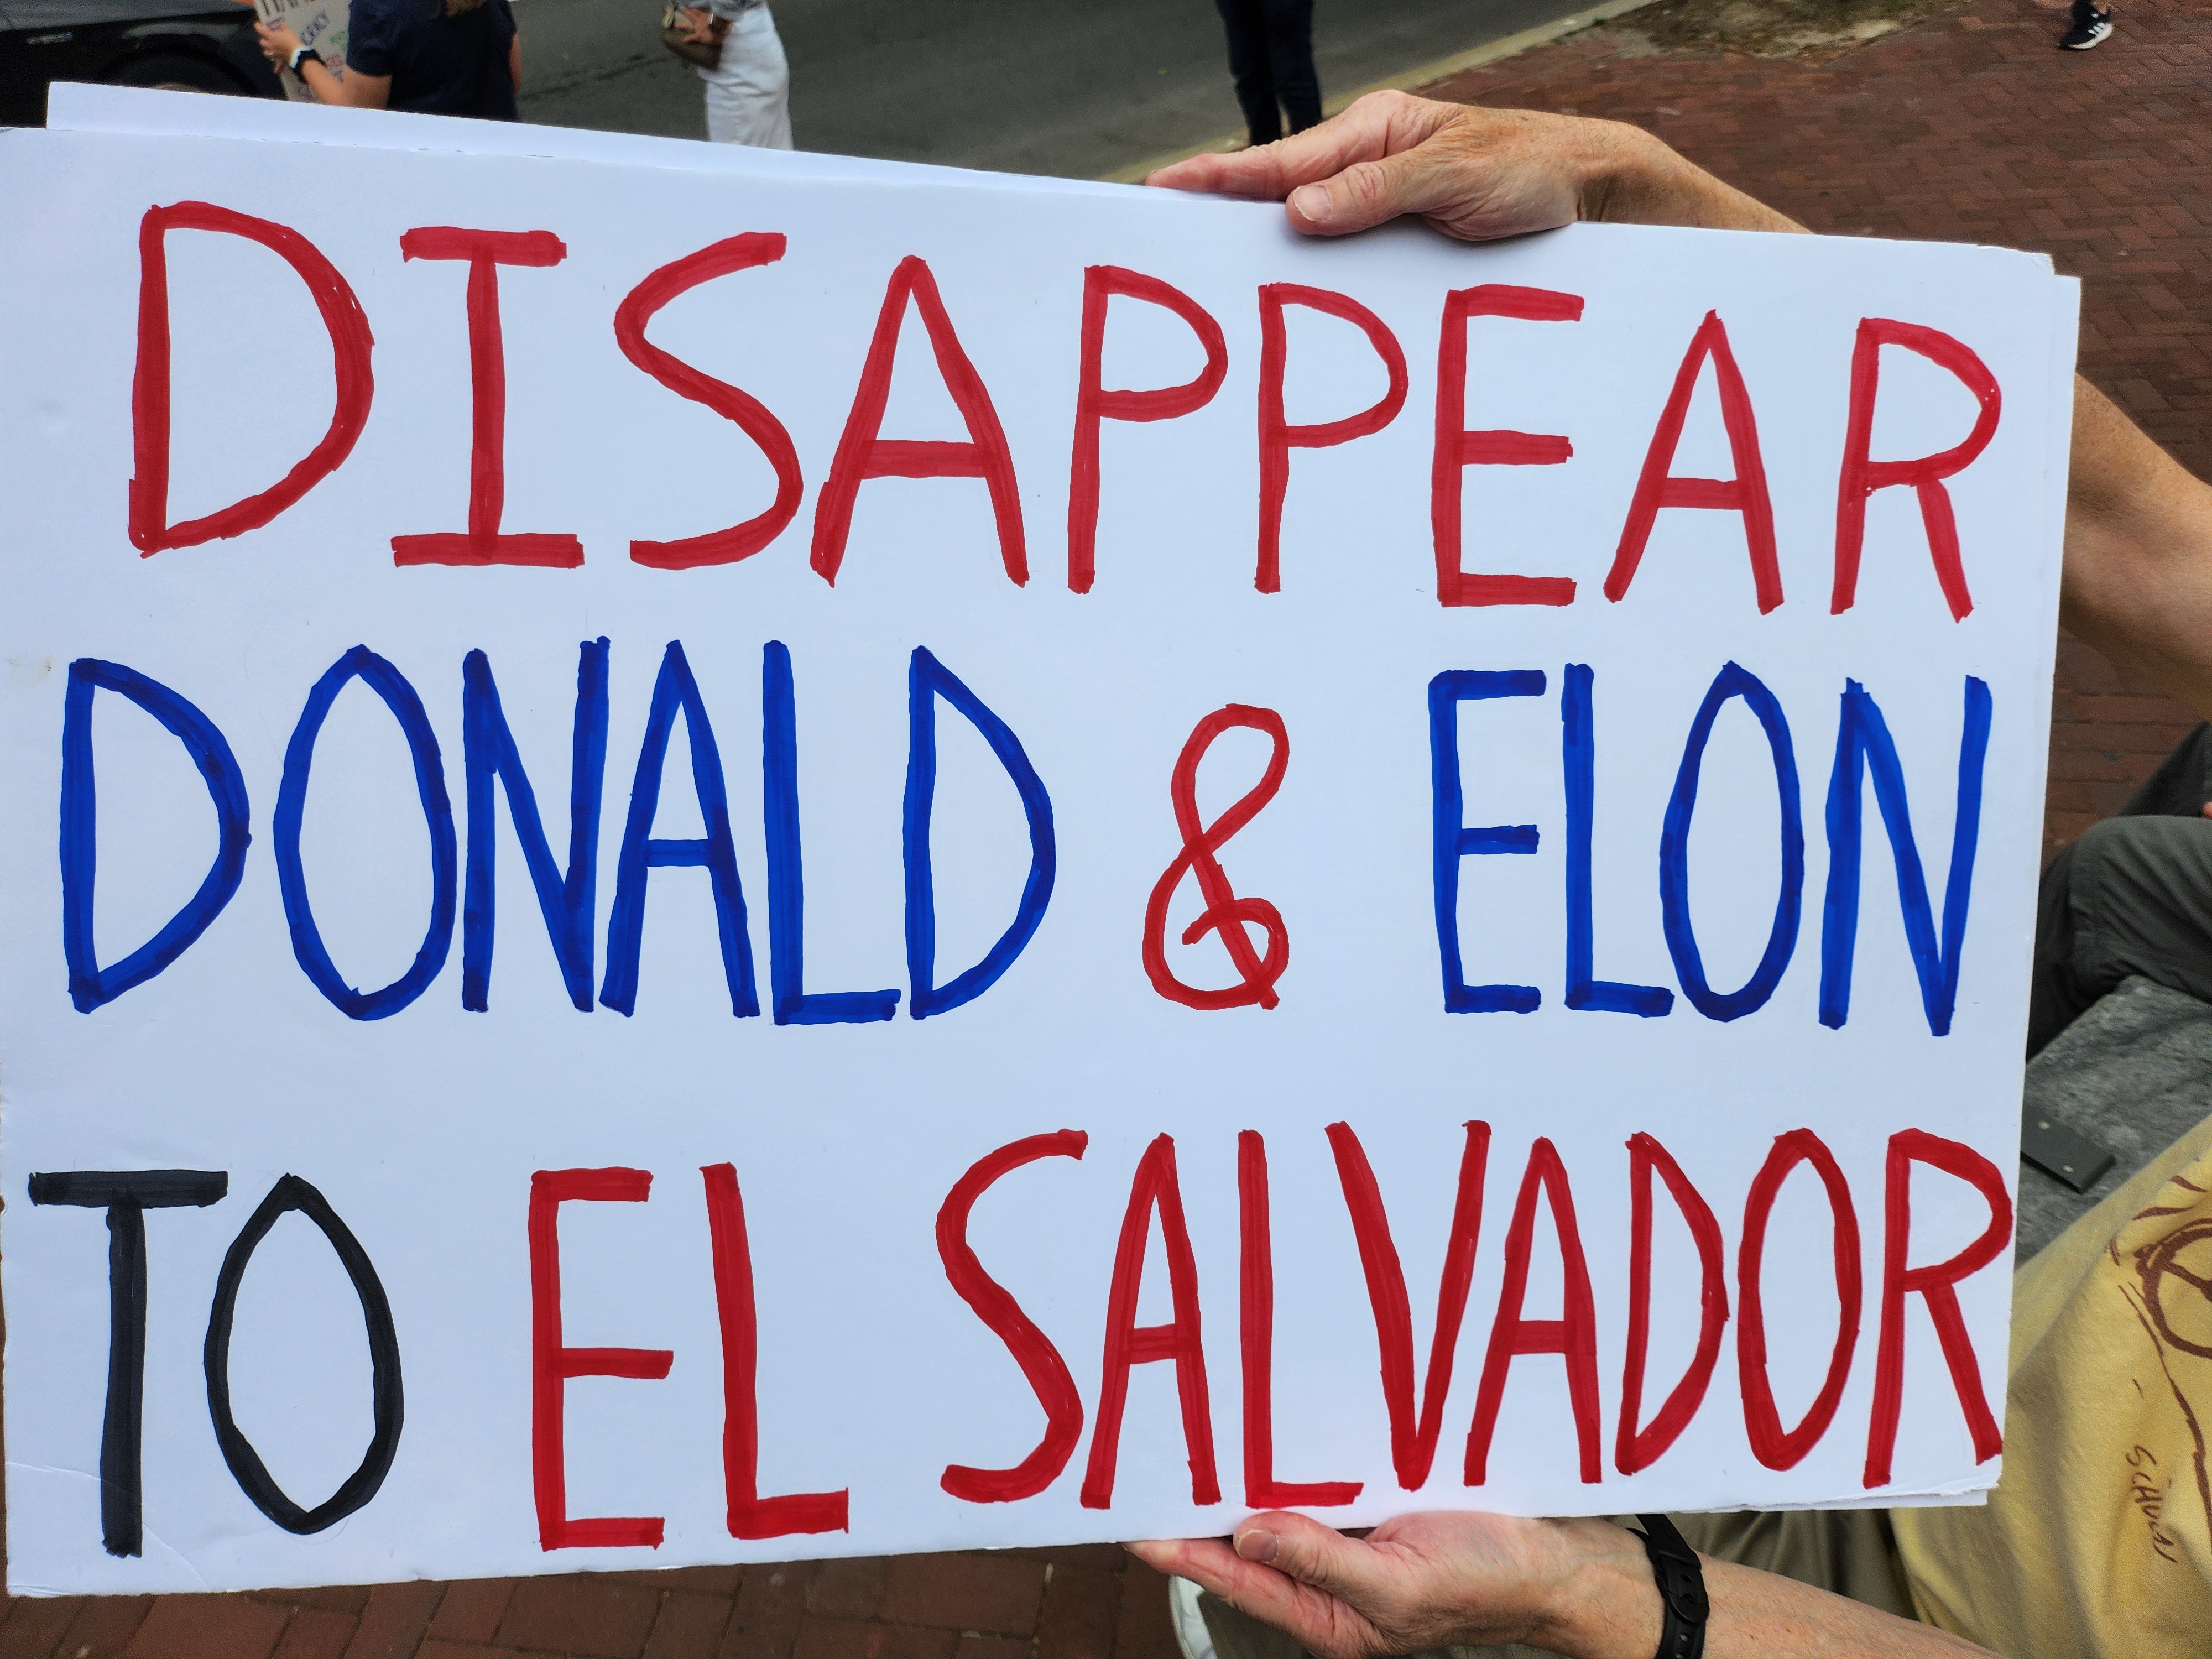 DISAPPEAR
DONALD & ELON
TO EL SALVADOR